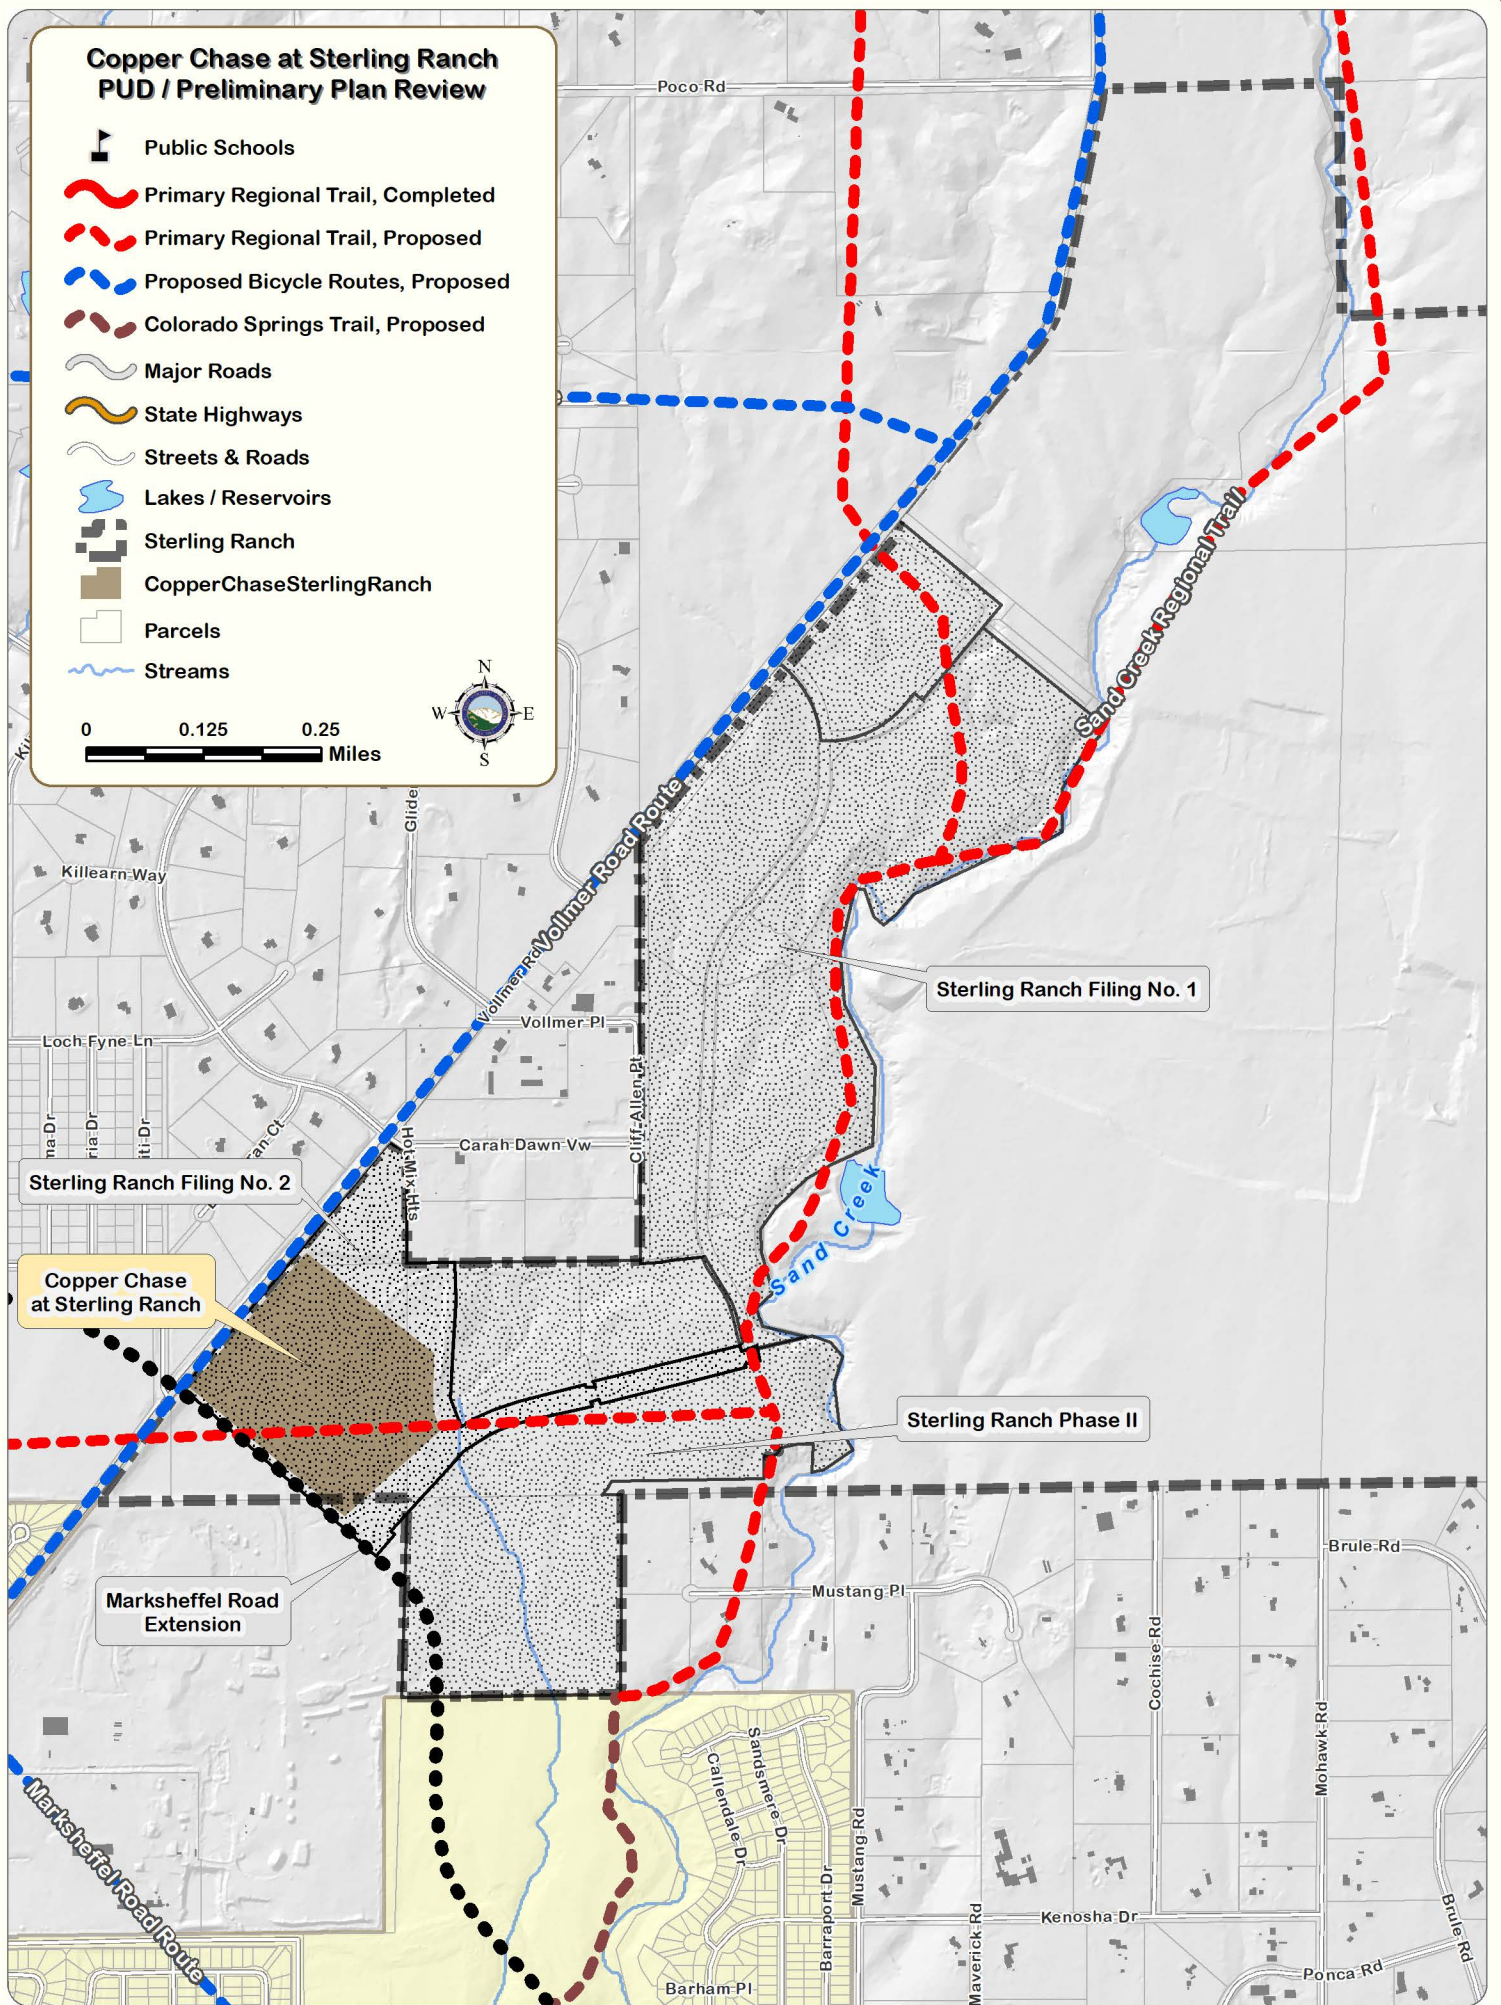 Copper Chase at Sterling Ranch
PUD / Preliminary Plan Review
Public Schools
Primary Regional Trail, Completed
Primary Regional Trail, Proposed
Proposed Bicycle Routes, Proposed
Colorado Springs Trail, Proposed
Major Roads
State Highways
Streets & Roads
Lakes / Reservoirs
Sterling Ranch
CopperChaseSterlingRanch
Parcels
Streams
N
W
E
S
0
0.125
0.25
Miles
Poco Rd
Sand Creek Regional Trail
Vollmer Road Route
Vollmer Rd
Killearn Way
Sterling Ranch Filing No. 1
Vollmer Pl
Loch Fyne Ln
Cliff Allen Pt
Carah Dawn Vw
Hot Mix Hts
Sterling Ranch Filing No. 2
Sand Creek
Copper Chase
at Sterling Ranch
Sterling Ranch Phase II
Marksheffel Road
Extension
Brule Rd
Mustang Pl
Cochise Rd
Mohawk Rd
Sandsmere Dr
Callendale Dr
Barraport Dr
Mustang Rd
Marksheffel Road Route
Kenosha Dr
Maverick Rd
Brule Rd
Ponca Rd
Barham Pl